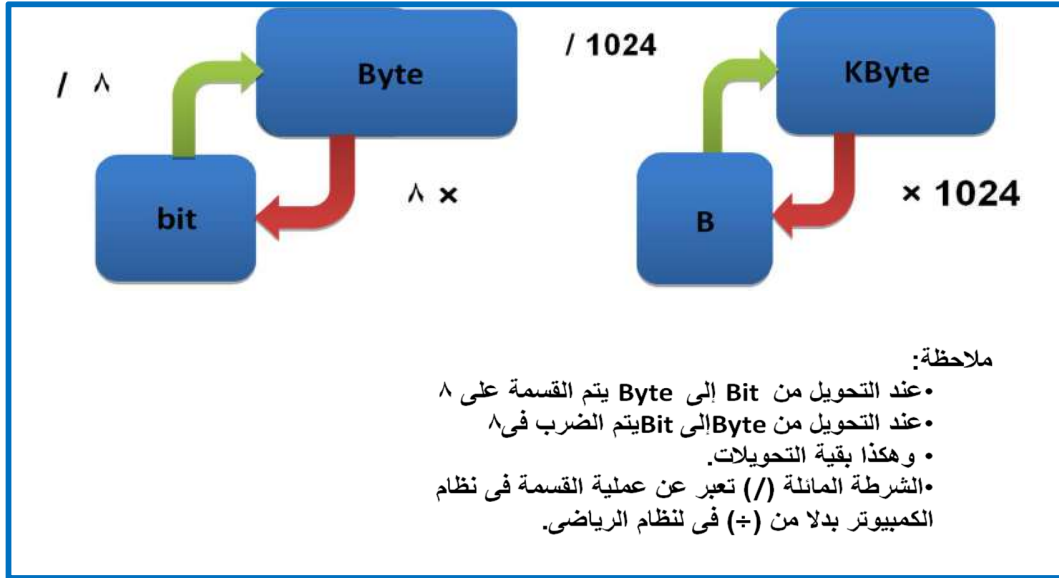 / ٨
Byte
bit
٨ ×
/ 1024
KByte
B
× 1024
ملاحظة:
•عند التحويل من Bit إلى Byte يتم القسمة على ٨
•عند التحويل من Byteإلى Bitيتم الضرب فى٨
• وهكذا بقية التحويلات.
•الشرطة المائلة (/) تعبر عن عملية القسمة فى نظام
الكمبيوتر بدلا من (÷) فى لنظام الرياضى.